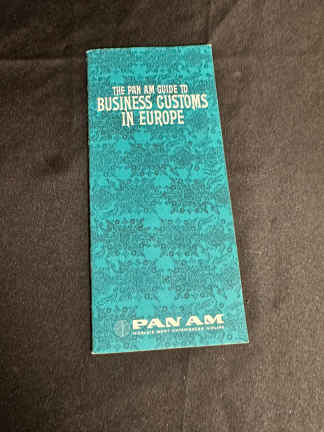 THE PAN AM GUIDE TO
BUSINESS CUSTOMS
IN EUROPE
PAN AM
WORLD'S MOST EXPERIENCED AIRLINE